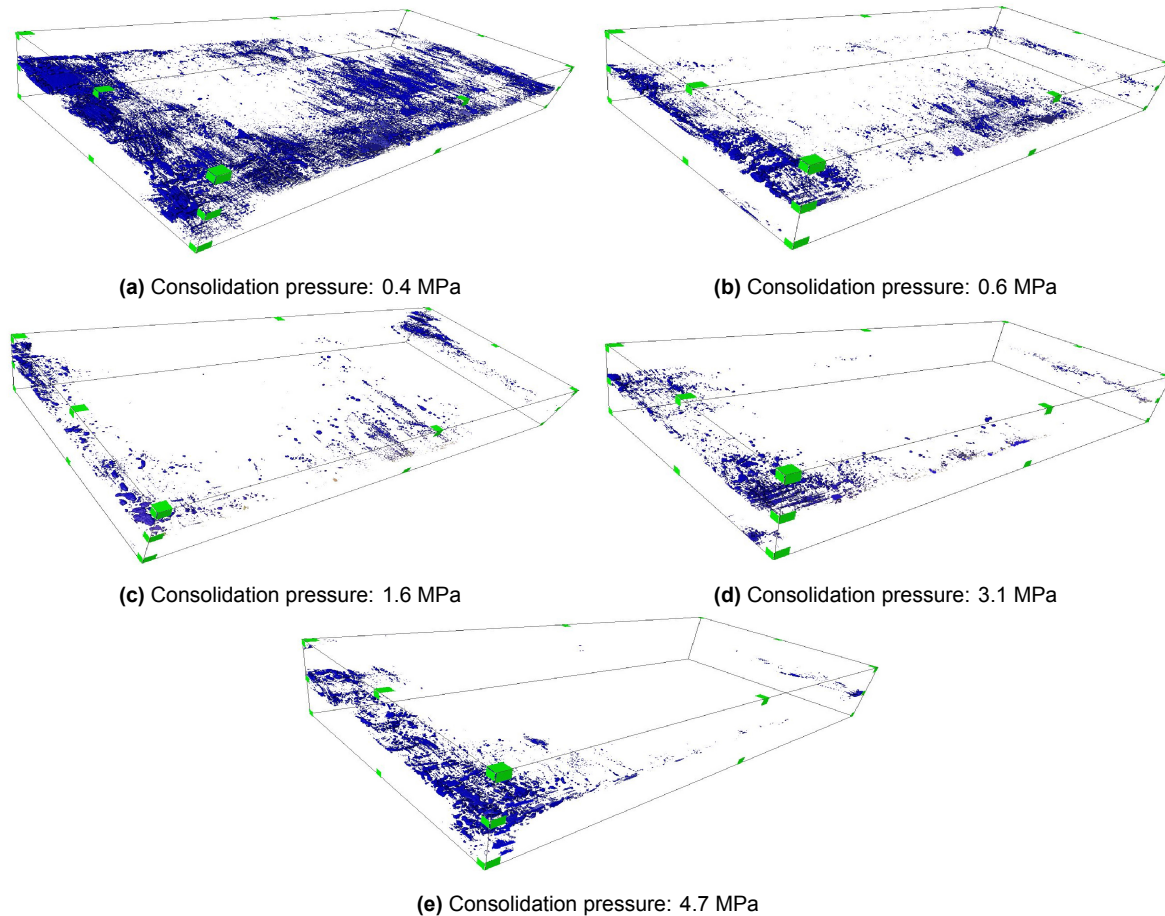 (a) Consolidation pressure: 0.4 MPa
(b) Consolidation pressure: 0.6 MPa
(c) Consolidation pressure: 1.6 MPa
(d) Consolidation pressure: 3.1 MPa
(e) Consolidation pressure: 4.7 MPa